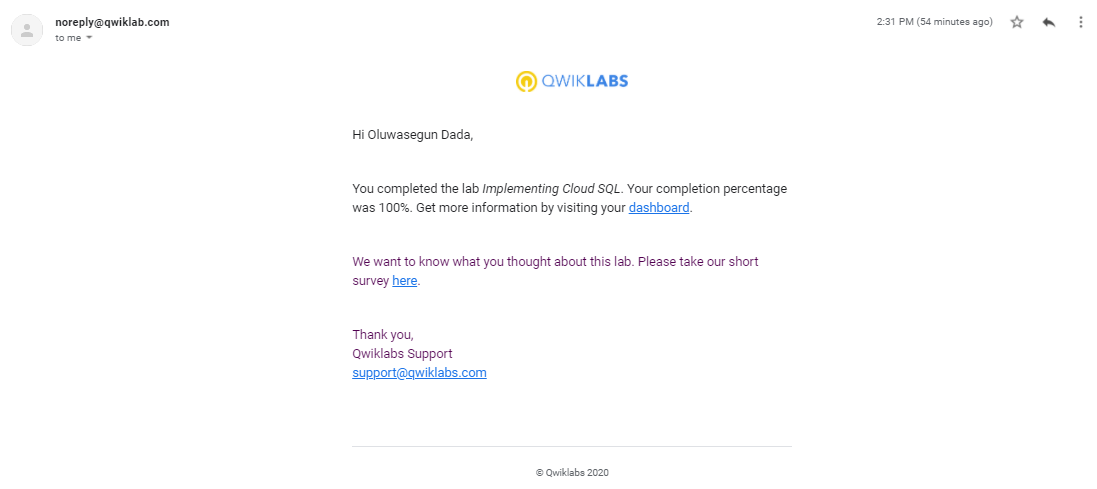 noreply@qwiklab.com
2:31 PM (54 minutes ago)
to me
QWIKLABS
Hi Oluwasegun Dada,
You completed the lab Implementing Cloud SQL. Your completion percentage
was 100%. Get more information by visiting your dashboard.
We want to know what you thought about this lab. Please take our short
survey here.
Thank you,
Qwiklabs Support
support@qwiklabs.com
© Qwiklabs 2020